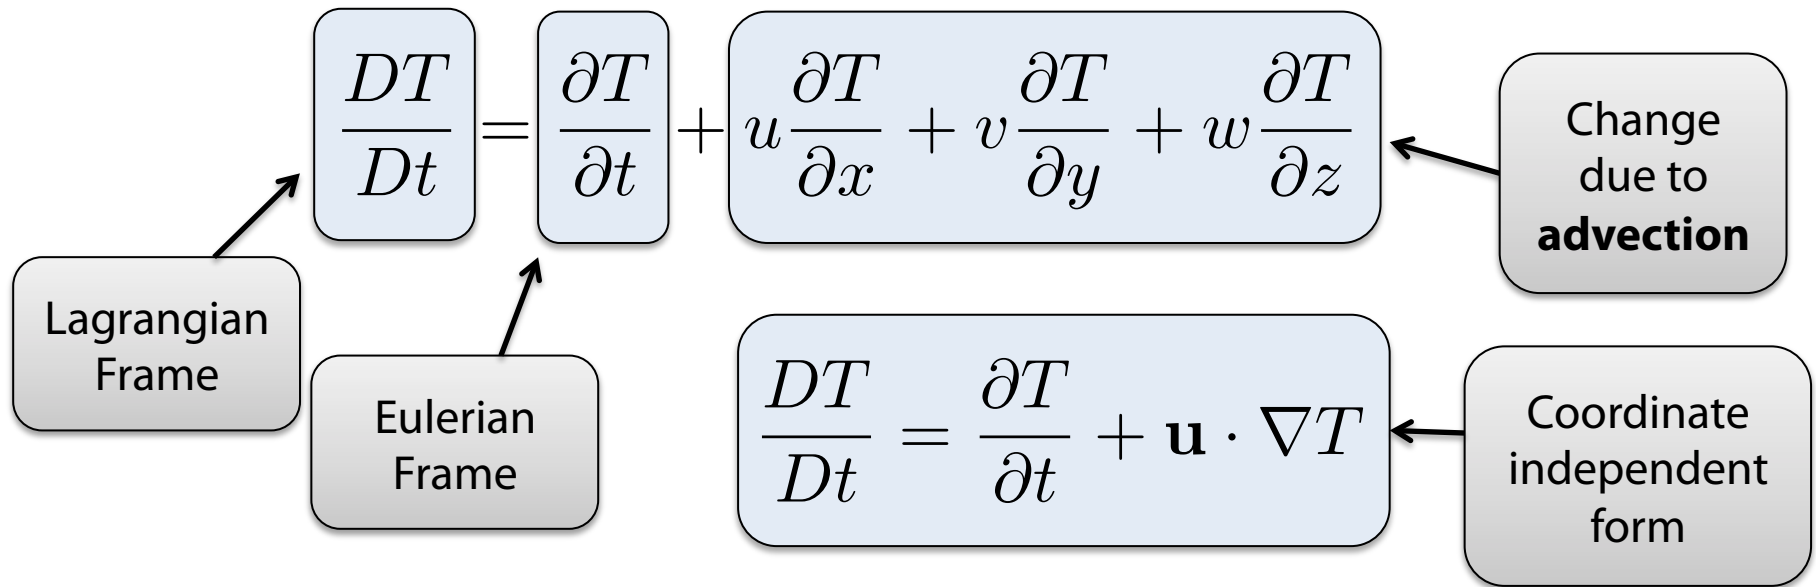 DT/Dt = ∂T/∂t + u ∂T/∂x + v ∂T/∂y + w ∂T/∂z
Change
due to
advection
Lagrangian
Frame
Eulerian
Frame
DT/Dt = ∂T/∂t + u · ∇T
Coordinate
independent
form